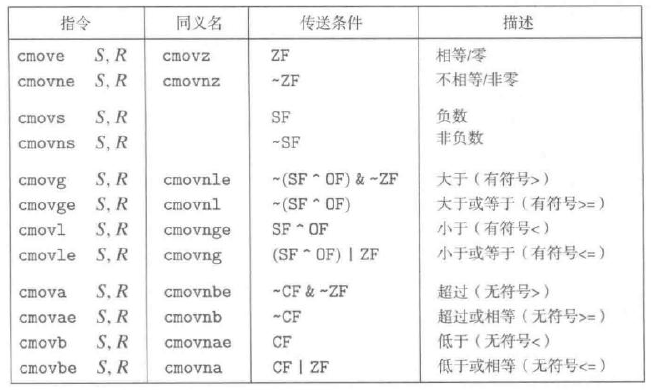 指令 同义名 传送条件 描述
cmove S, R cmovz ZF 相等/零
cmovne S, R cmovnz ~ZF 不相等/非零
cmovs S, R SF 负数
cmovns S, R ~SF 非负数
cmovg S, R cmovnle ~(SF ^ OF) & ~ZF 大于（有符号>）
cmovge S, R cmovnl ~(SF ^ OF) 大于或等于（有符号>=）
cmovl S, R cmovnge SF ^ OF 小于（有符号<）
cmovle S, R cmovng (SF ^ OF) | ZF 小于或等于（有符号<=）
cmova S, R cmovnbe ~CF & ~ZF 超过（无符号>）
cmovae S, R cmovnb ~CF 超过或相等（无符号>=）
cmovb S, R cmovnae CF 低于（无符号<）
cmovbe S, R cmovna CF | ZF 低于或相等（无符号<=）